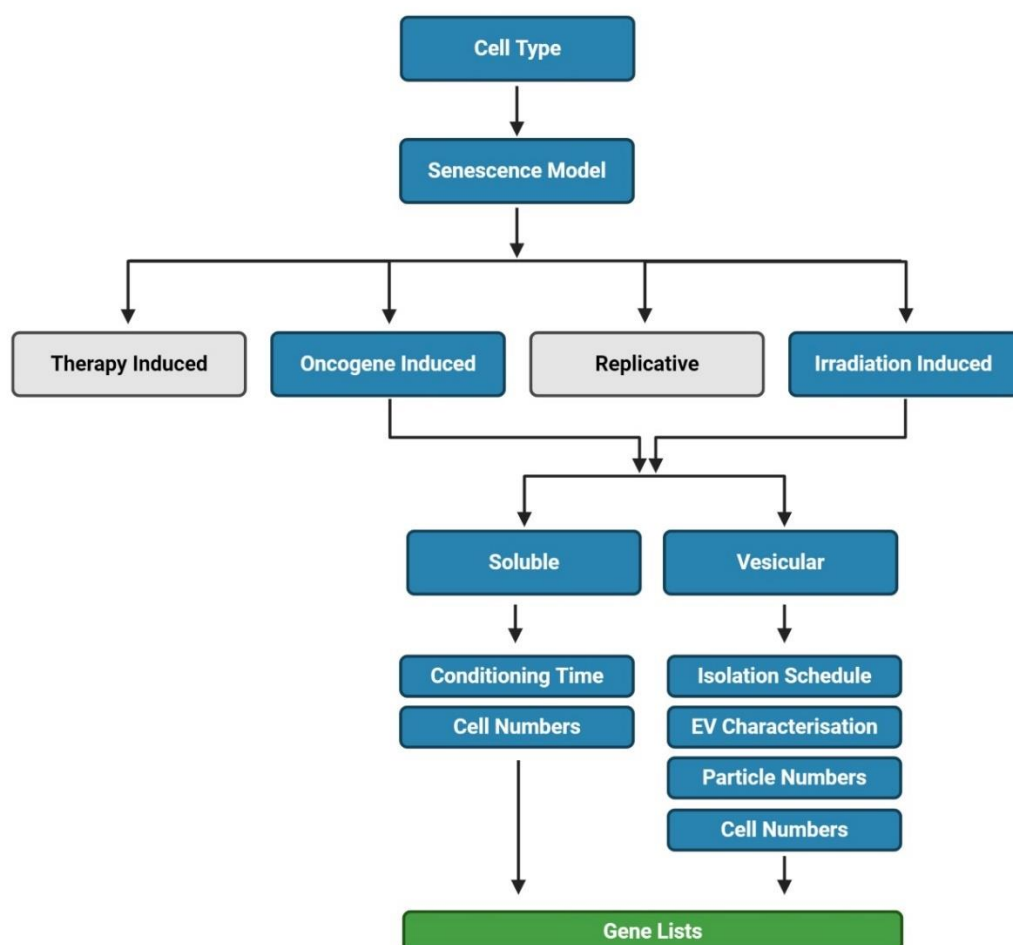 Cell Type
Senescence Model
Therapy Induced
Oncogene Induced
Replicative
Irradiation Induced
Soluble
Vesicular
Conditioning Time
Cell Numbers
Isolation Schedule
EV Characterisation
Particle Numbers
Cell Numbers
Gene Lists